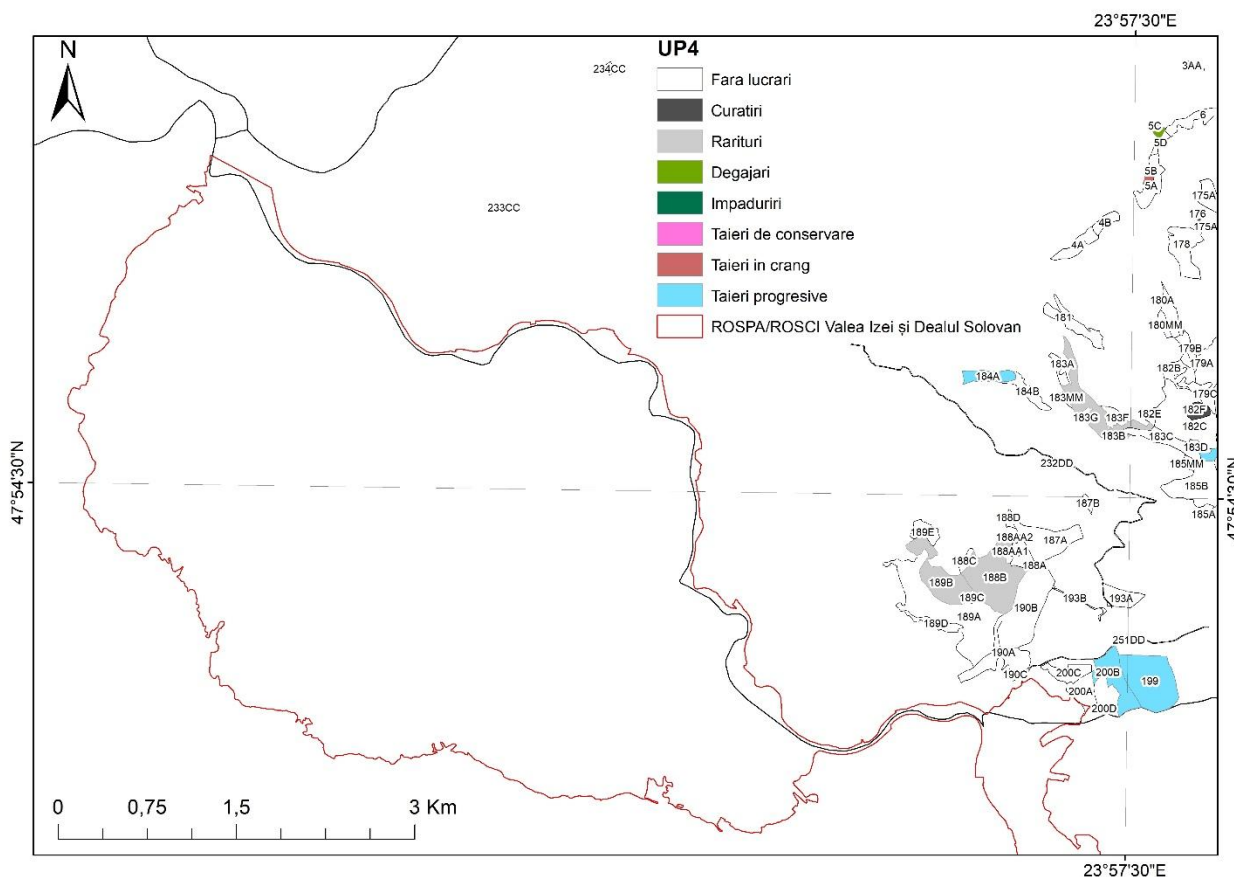 23°57'30"E
N
UP4
Fara lucrari
Curatiri
Rarituri
Degajari
Impaduriri
Taieri de conservare
Taieri in crang
Taieri progresive
ROSPA/ROSCI Valea Izei și Dealul Solovan
234CC
3AA,
6
5C
5D
5B
5A
175A
233CC
176
4B
175A
4A
178
180A
181
180MM
179B
183A
179A
182B
184A
184B
179C
183MM
182F
183G
183F
182E
182C
183B
183C
183D
232DD
185MM
47°54'30"N
185B
187B
185A
47°54'30"N
188D
189E
188AA2
187A
188AA1
188C
188A
189B
188B
189C
193B
193A
190B
189A
189D
251DD
190A
190C
200C
200B
199
200A
200D
0
0,75
1,5
3 Km
23°57'30"E